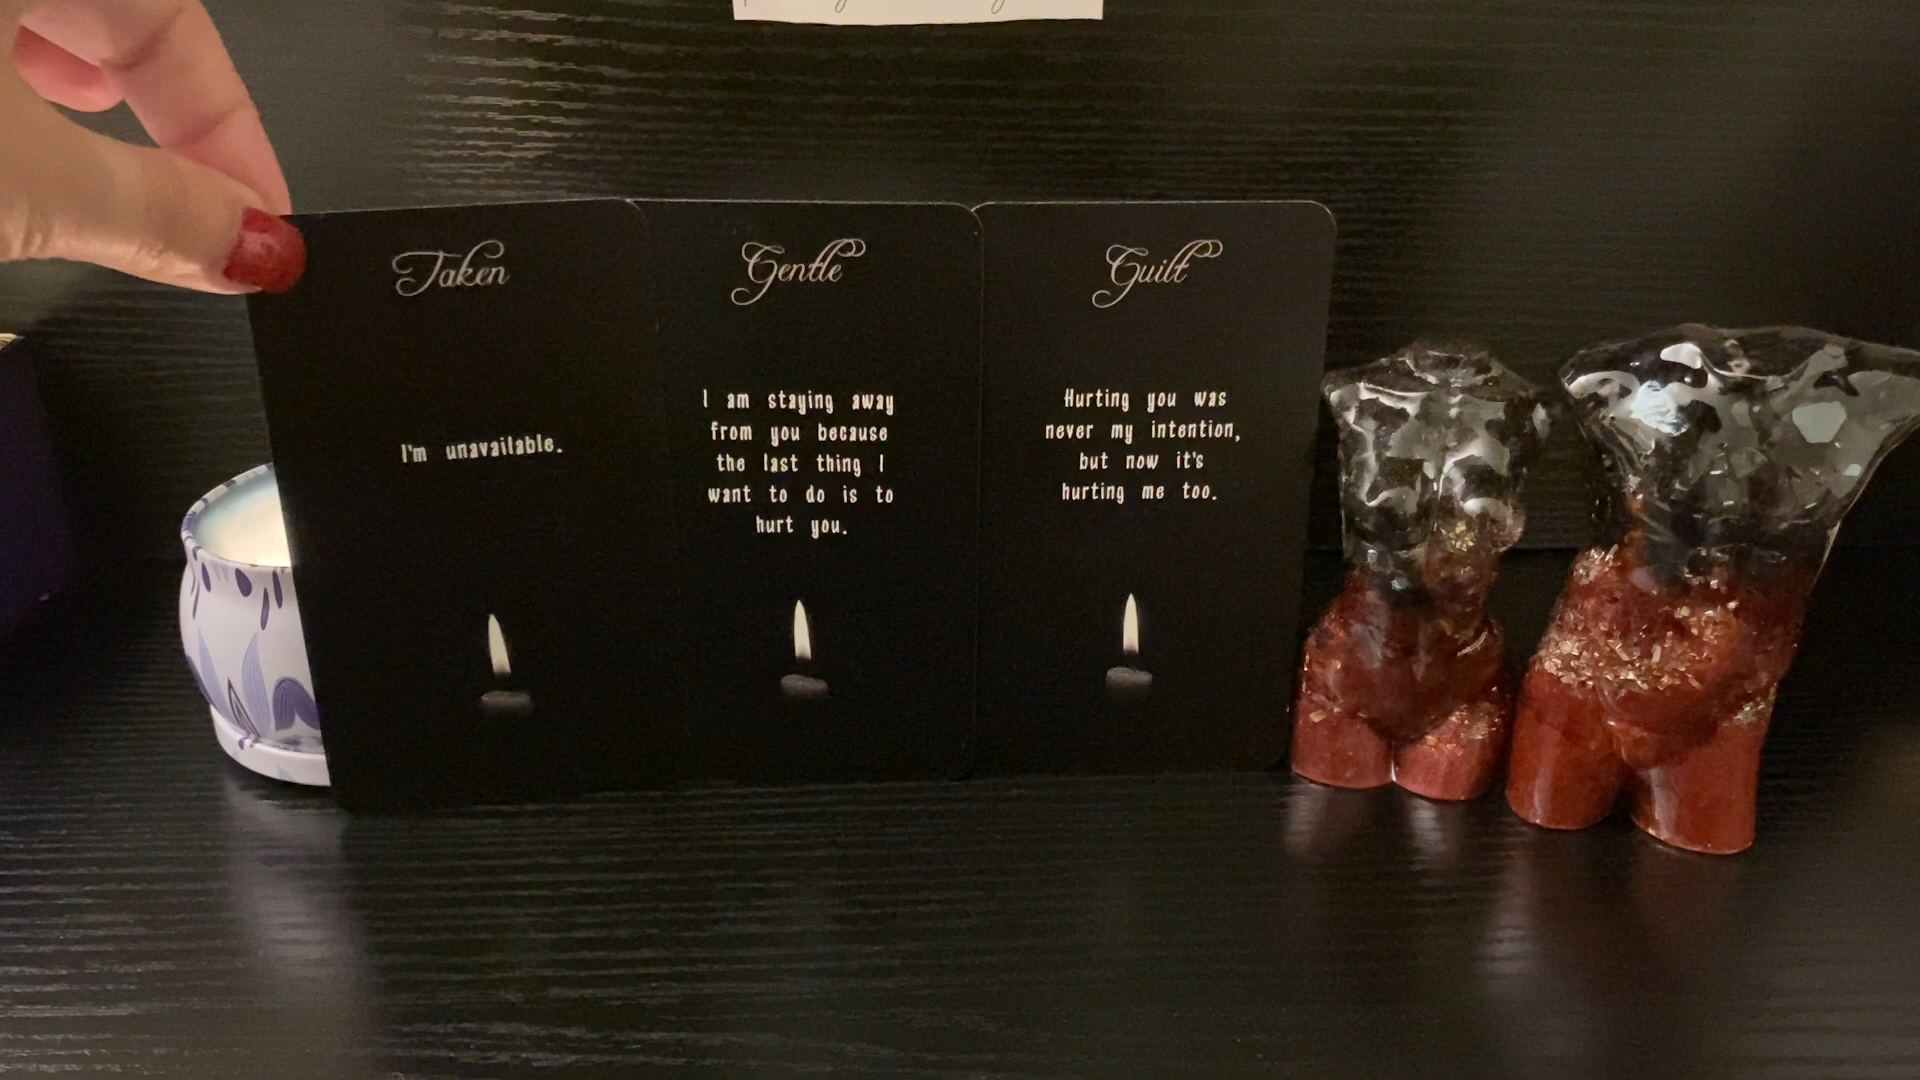 Taken
I'm unavailable.
Gentle
I am staying away
from you because
the last thing I
want to do is to
hurt you.
Guilt
Hurting you was
never my intention,
but now it's
hurting me too.